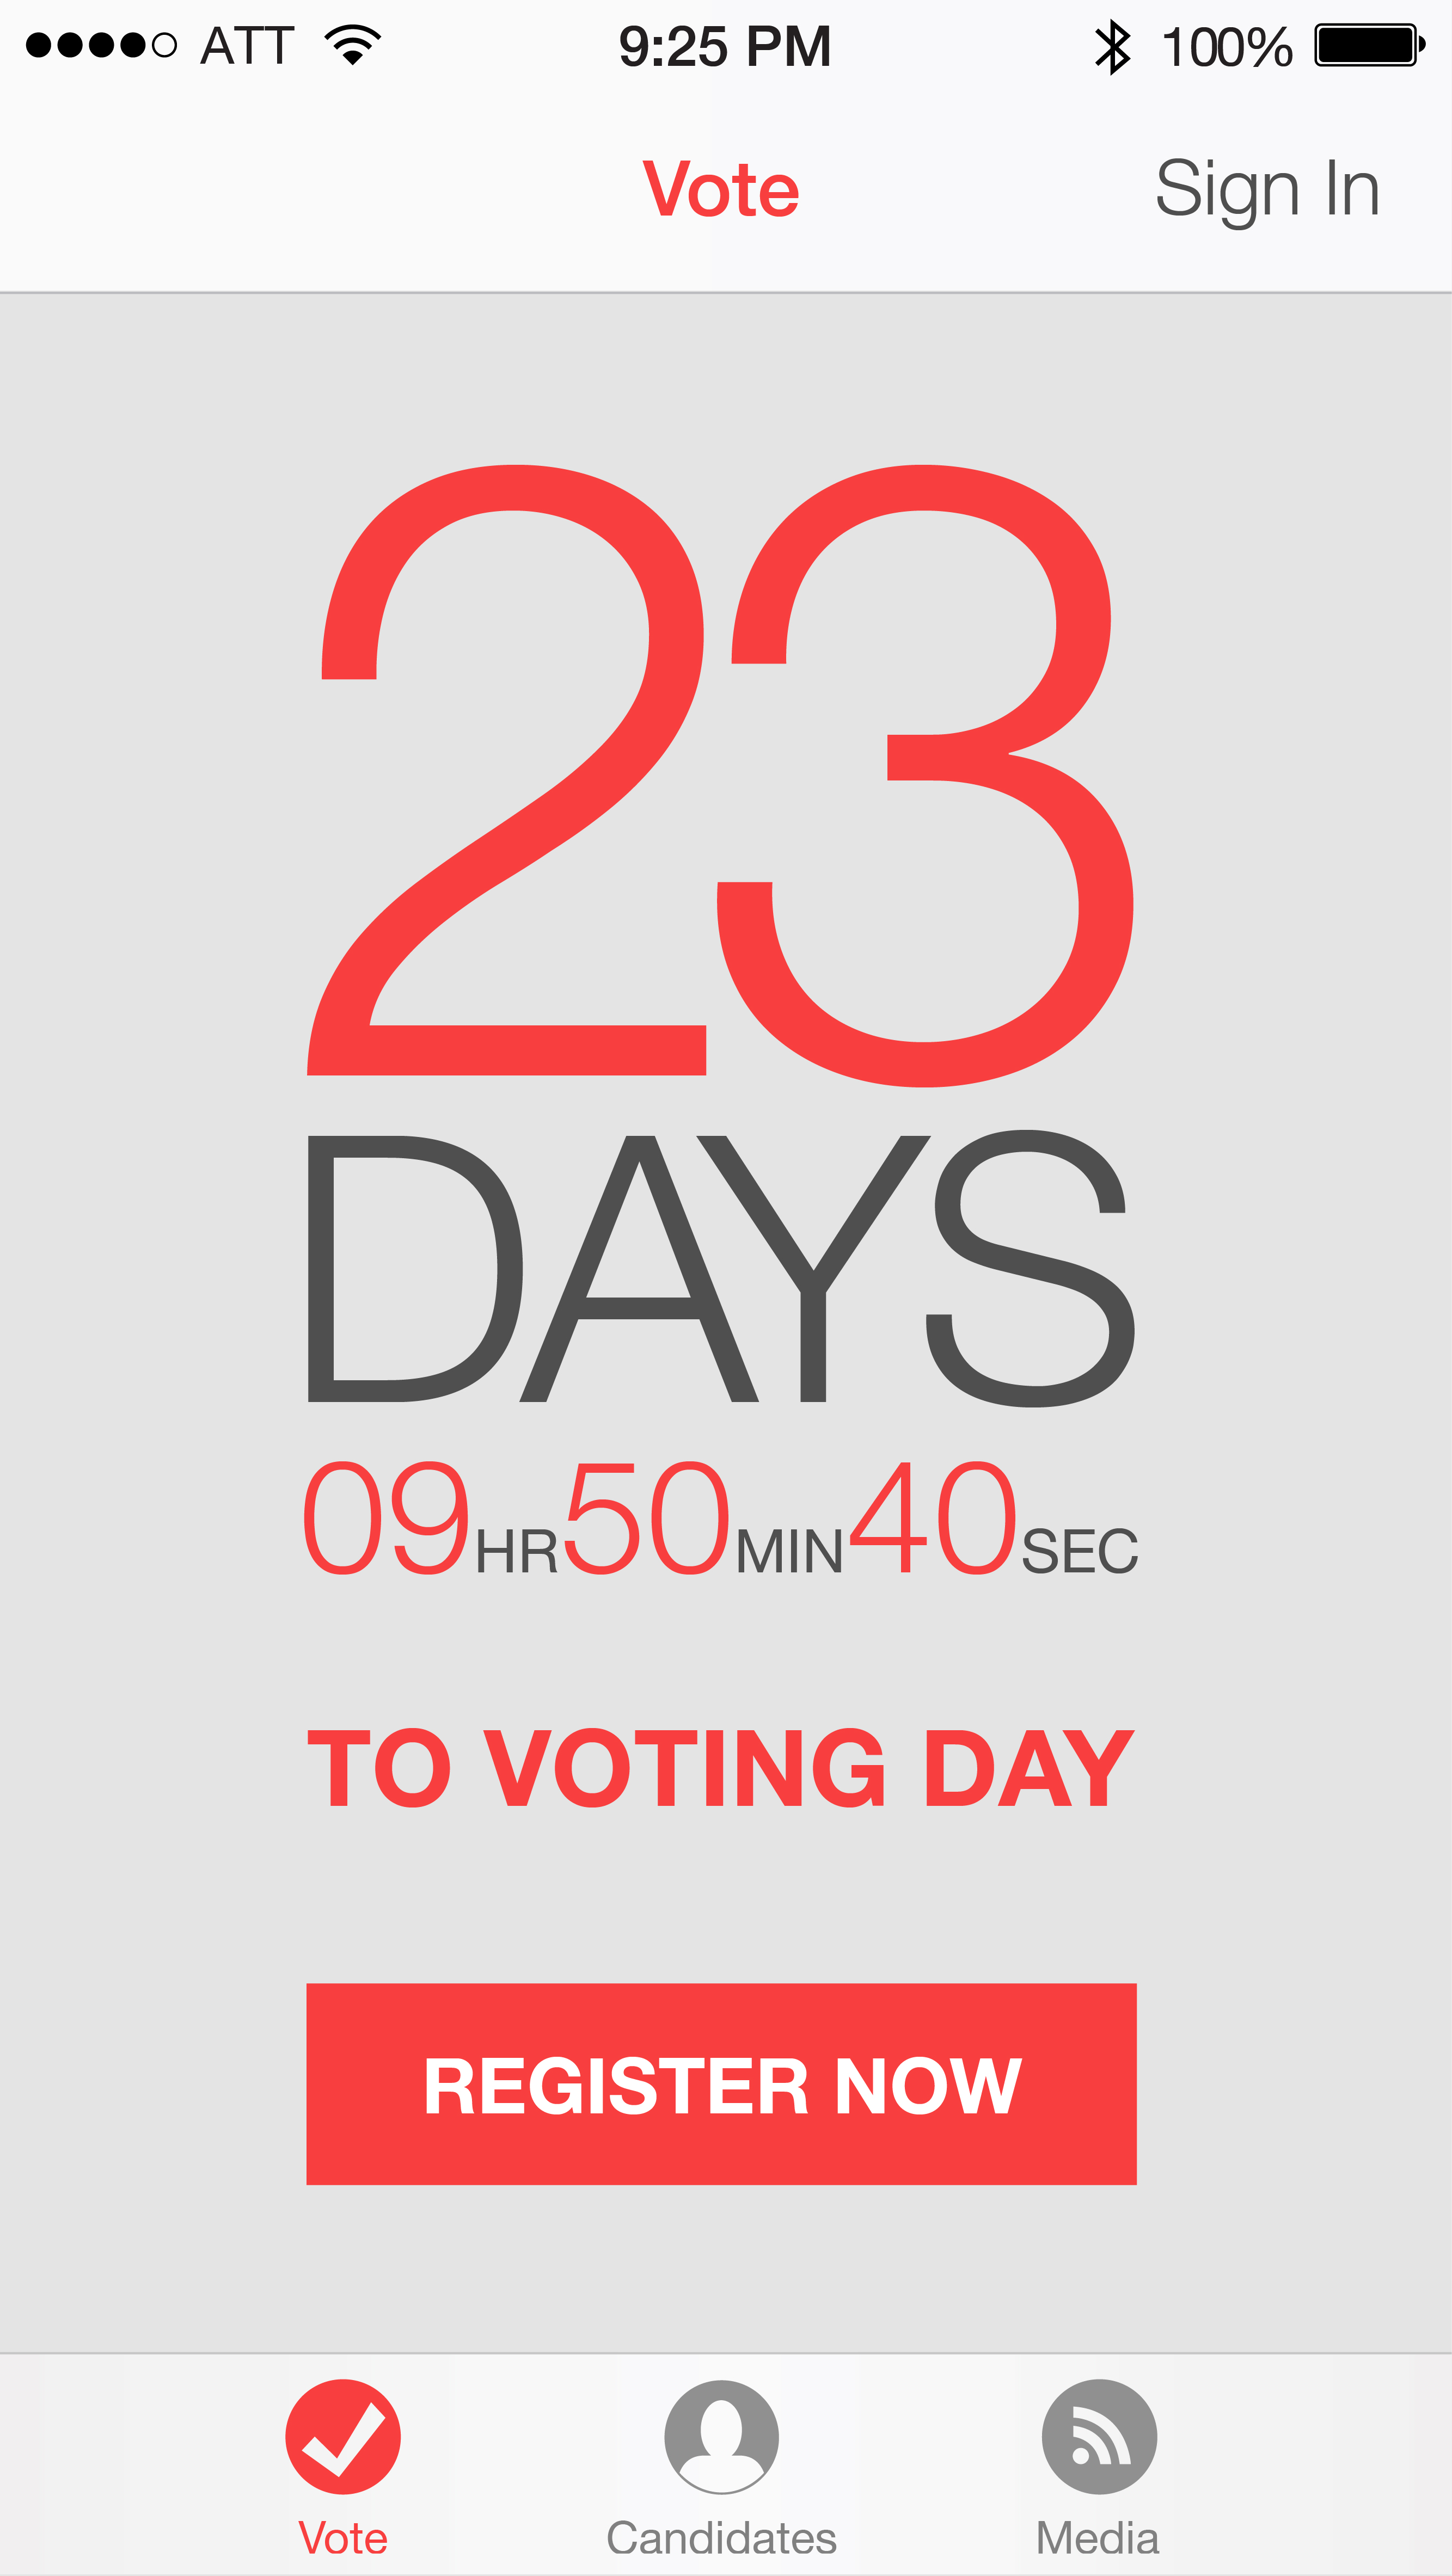 ATT 9:25 PM 100%
Vote Sign In
23
DAYS
09HR50MIN40SEC
TO VOTING DAY
REGISTER NOW
Vote Candidates Media